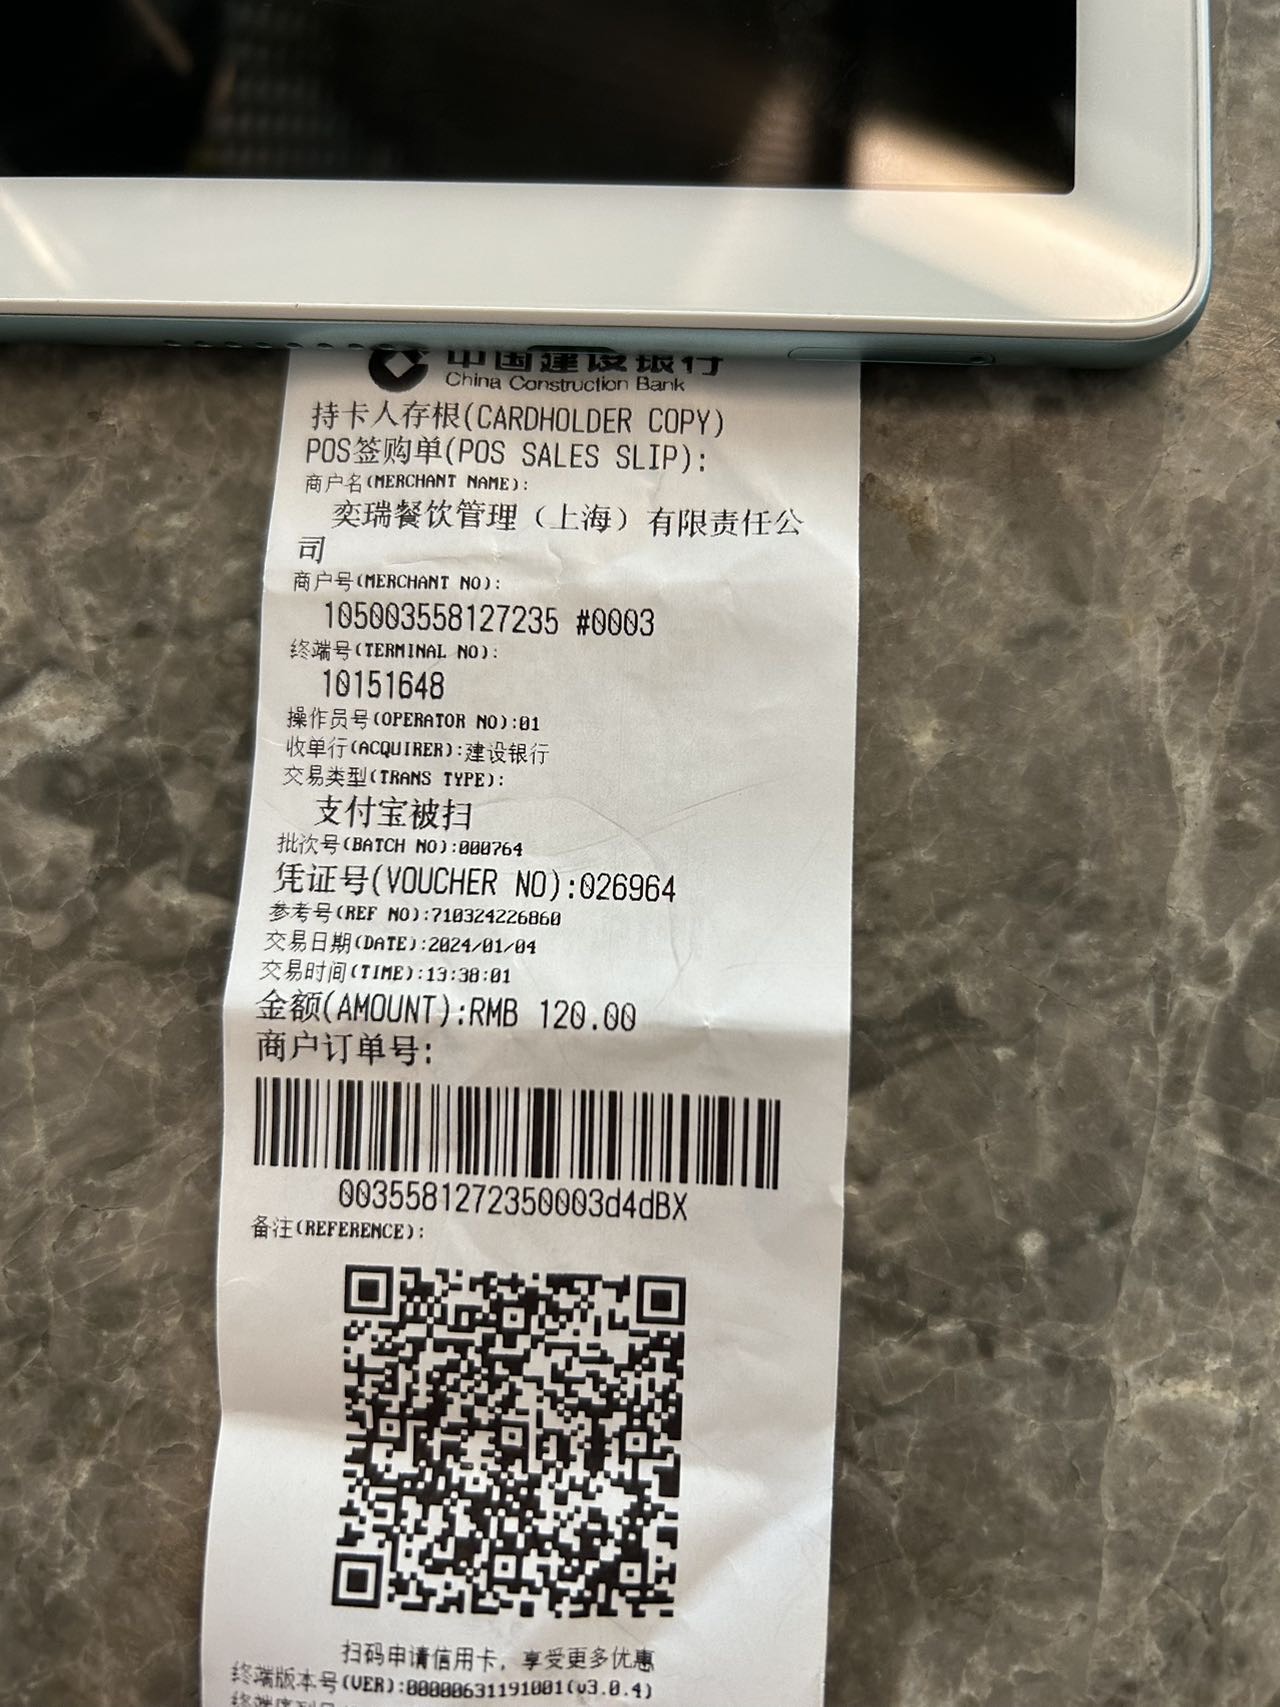 中国建设银行
China Construction Bank
持卡人存根(CARDHOLDER COPY)
POS签购单(POS SALES SLIP):
商户名(MERCHANT NAME):
奕瑞餐饮管理（上海）有限责任公
司
商户号(MERCHANT NO):
105003558127235 #0003
终端号(TERMINAL NO):
10151648
操作员号(OPERATOR NO):01
收单行(ACQUIRER):建设银行
交易类型(TRANS TYPE):
支付宝被扫
批次号(BATCH NO):000764
凭证号(VOUCHER NO):026964
参考号(REF NO):710324226860
交易日期(DATE):2024/01/04
交易时间(TIME):13:38:01
金额(AMOUNT):RMB 120.00
商户订单号:
0035581272350003d4dBX
备注(REFERENCE):
扫码申请信用卡，享受更多优惠
终端版本号(VER):00000631191001(v3.0.4)